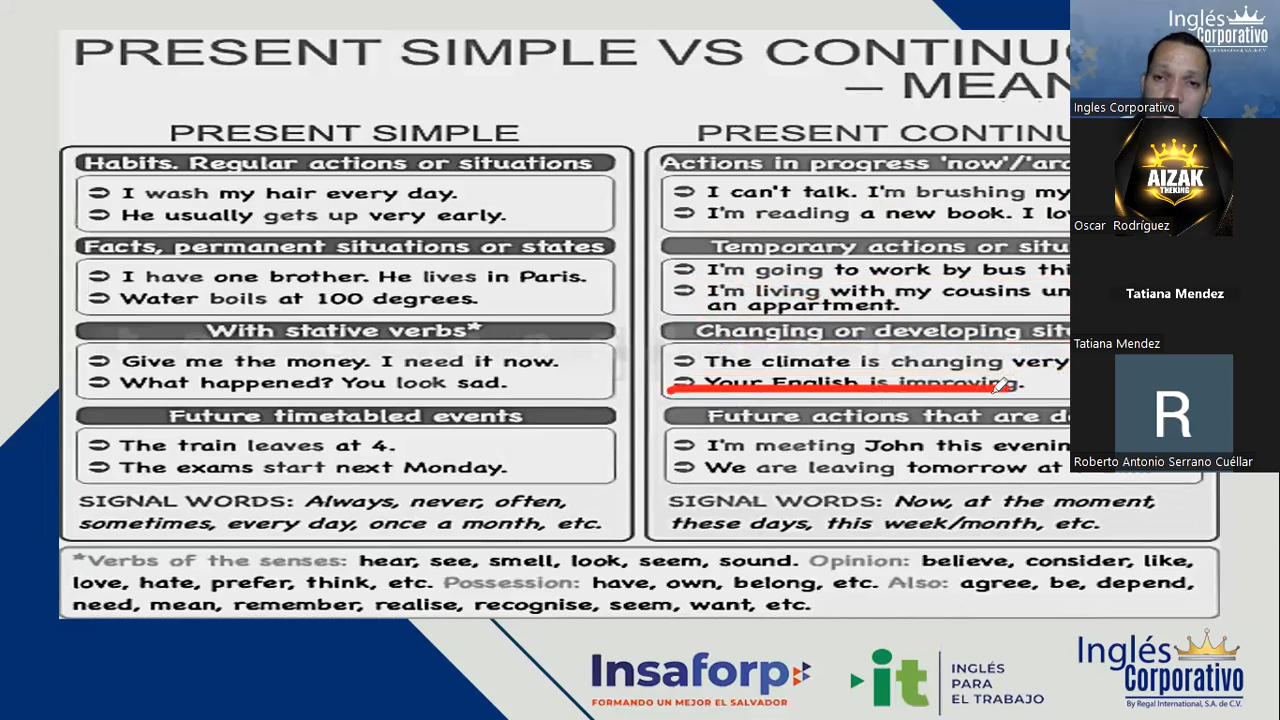 PRESENT SIMPLE VS CONTINU
– MEAN
PRESENT SIMPLE
Habits. Regular actions or situations
➲ I wash my hair every day.
➲ He usually gets up very early.
Facts, permanent situations or states
➲ I have one brother. He lives in Paris.
➲ Water boils at 100 degrees.
With stative verbs*
➲ Give me the money. I need it now.
➲ What happened? You look sad.
Future timetabled events
➲ The train leaves at 4.
➲ The exams start next Monday.
SIGNAL WORDS: Always, never, often,
sometimes, every day, once a month, etc.
PRESENT CONTINU
Actions in progress 'now'/'aro
➲ I can't talk. I'm brushing my
➲ I'm reading a new book. I lov
Temporary actions or situ
➲ I'm going to work by bus thi
➲ I'm living with my cousins un
an appartment.
Changing or developing sit
➲ The climate is changing very
➲ Your English is improving.
Future actions that are d
➲ I'm meeting John this evenin
➲ We are leaving tomorrow at
SIGNAL WORDS: Now, at the moment,
these days, this week/month, etc.
*Verbs of the senses: hear, see, smell, look, seem, sound. Opinion: believe, consider, like,
love, hate, prefer, think, etc. Possession: have, own, belong, etc. Also: agree, be, depend,
need, mean, remember, realise, recognise, seem, want, etc.
Inglés
Corporativo
By Regal International, S.A. de C.V.
Ingles Corporativo
AIZAK
THEKING
Oscar Rodríguez
Tatiana Mendez
Tatiana Mendez
R
Roberto Antonio Serrano Cuéllar
Insaforp
FORMANDO UN MEJOR EL SALVADOR
it
INGLÉS
PARA
EL TRABAJO
Inglés
Corporativo
By Regal International, S.A. de C.V.